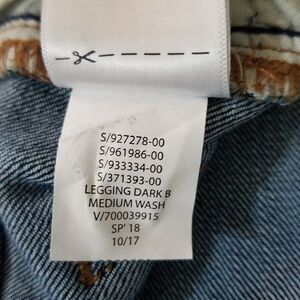 S/927278-00
S/961986-00
S/933334-00
S/371393-00
LEGGING DARK B
MEDIUM WASH
V/700039915
SP' 18
10/17